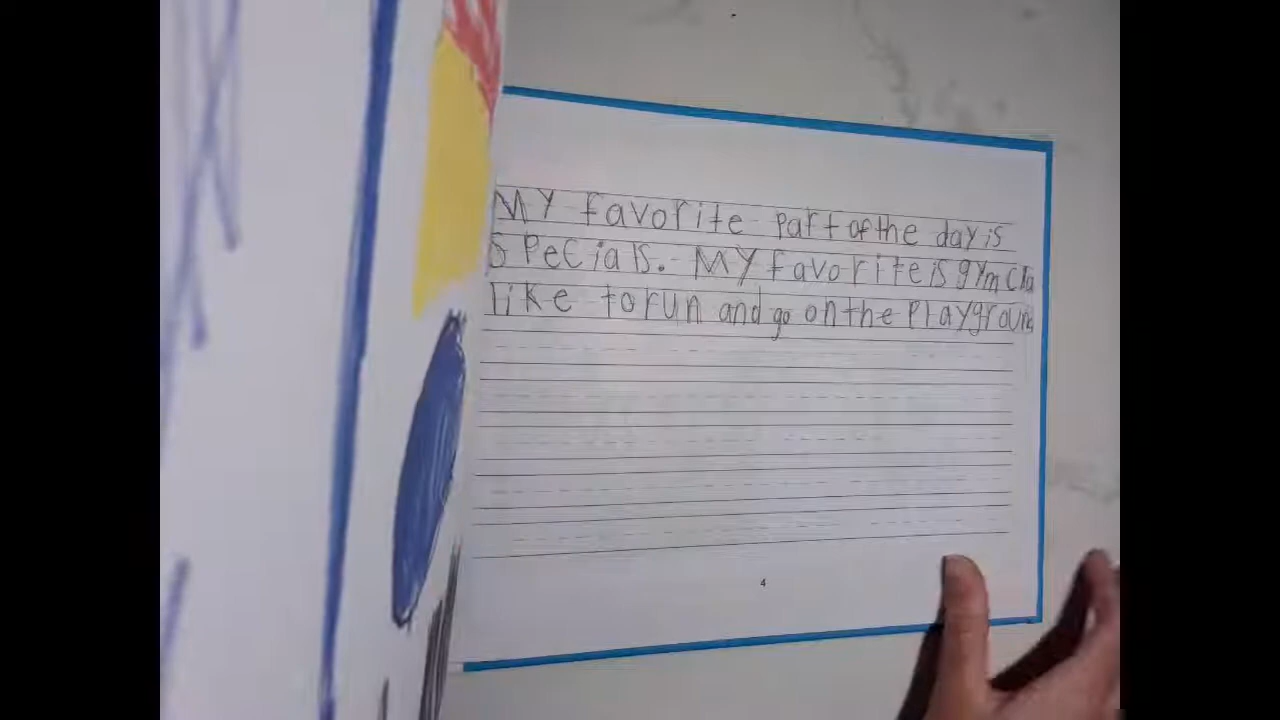 MY favorite part of the day is
specials. MY favorite is gym cla
like to run and go on the Playground
4